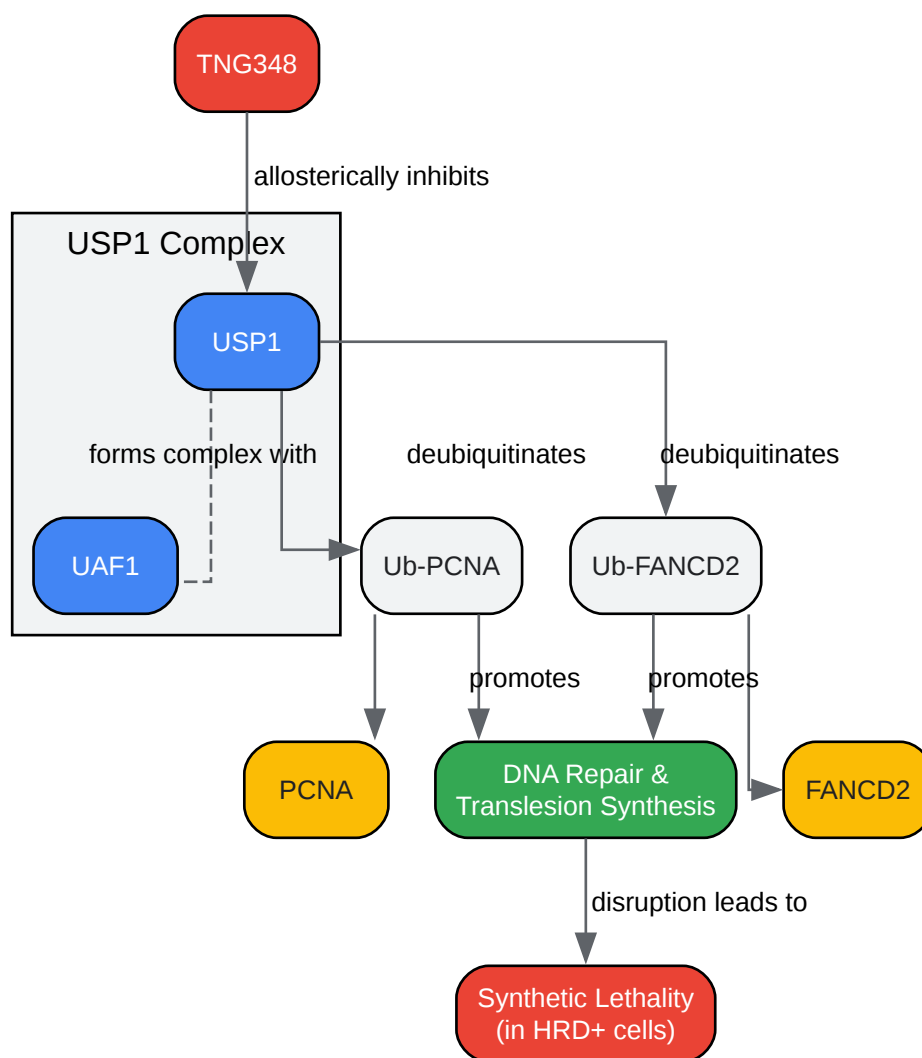 TNG348
allosterically inhibits
USP1 Complex
USP1
forms complex with
deubiquitinates
deubiquitinates
UAF1
Ub-PCNA
Ub-FANCD2
promotes
promotes
PCNA
DNA Repair &
Translesion Synthesis
FANCD2
disruption leads to
Synthetic Lethality
(in HRD+ cells)